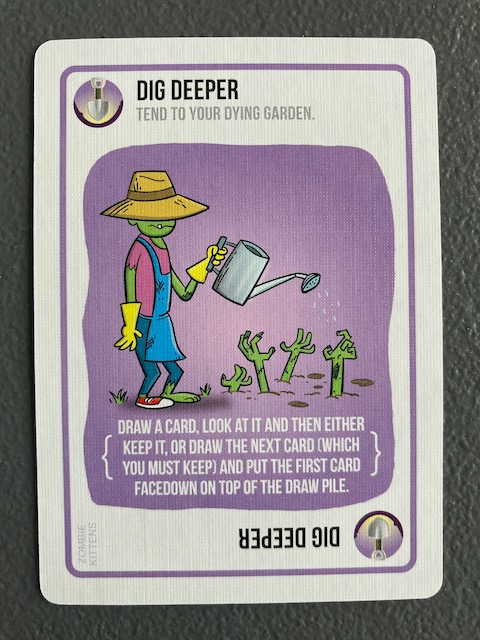 DIG DEEPER
TEND TO YOUR DYING GARDEN.
DRAW A CARD, LOOK AT IT AND THEN EITHER
KEEP IT, OR DRAW THE NEXT CARD (WHICH
YOU MUST KEEP) AND PUT THE FIRST CARD
FACEDOWN ON TOP OF THE DRAW PILE.
ZOMBIE
KITTENS
DIG DEEPER